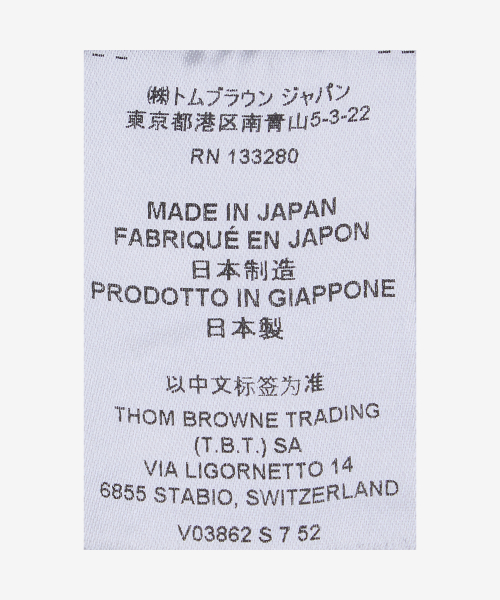 ㈱トムブラウン ジャパン
東京都港区南青山5-3-22
RN 133280
MADE IN JAPAN
FABRIQUÉ EN JAPON
日本制造
PRODOTTO IN GIAPPONE
日本製
以中文标签为准
THOM BROWNE TRADING
(T.B.T.) SA
VIA LIGORNETTO 14
6855 STABIO, SWITZERLAND
V03862 S 7 52